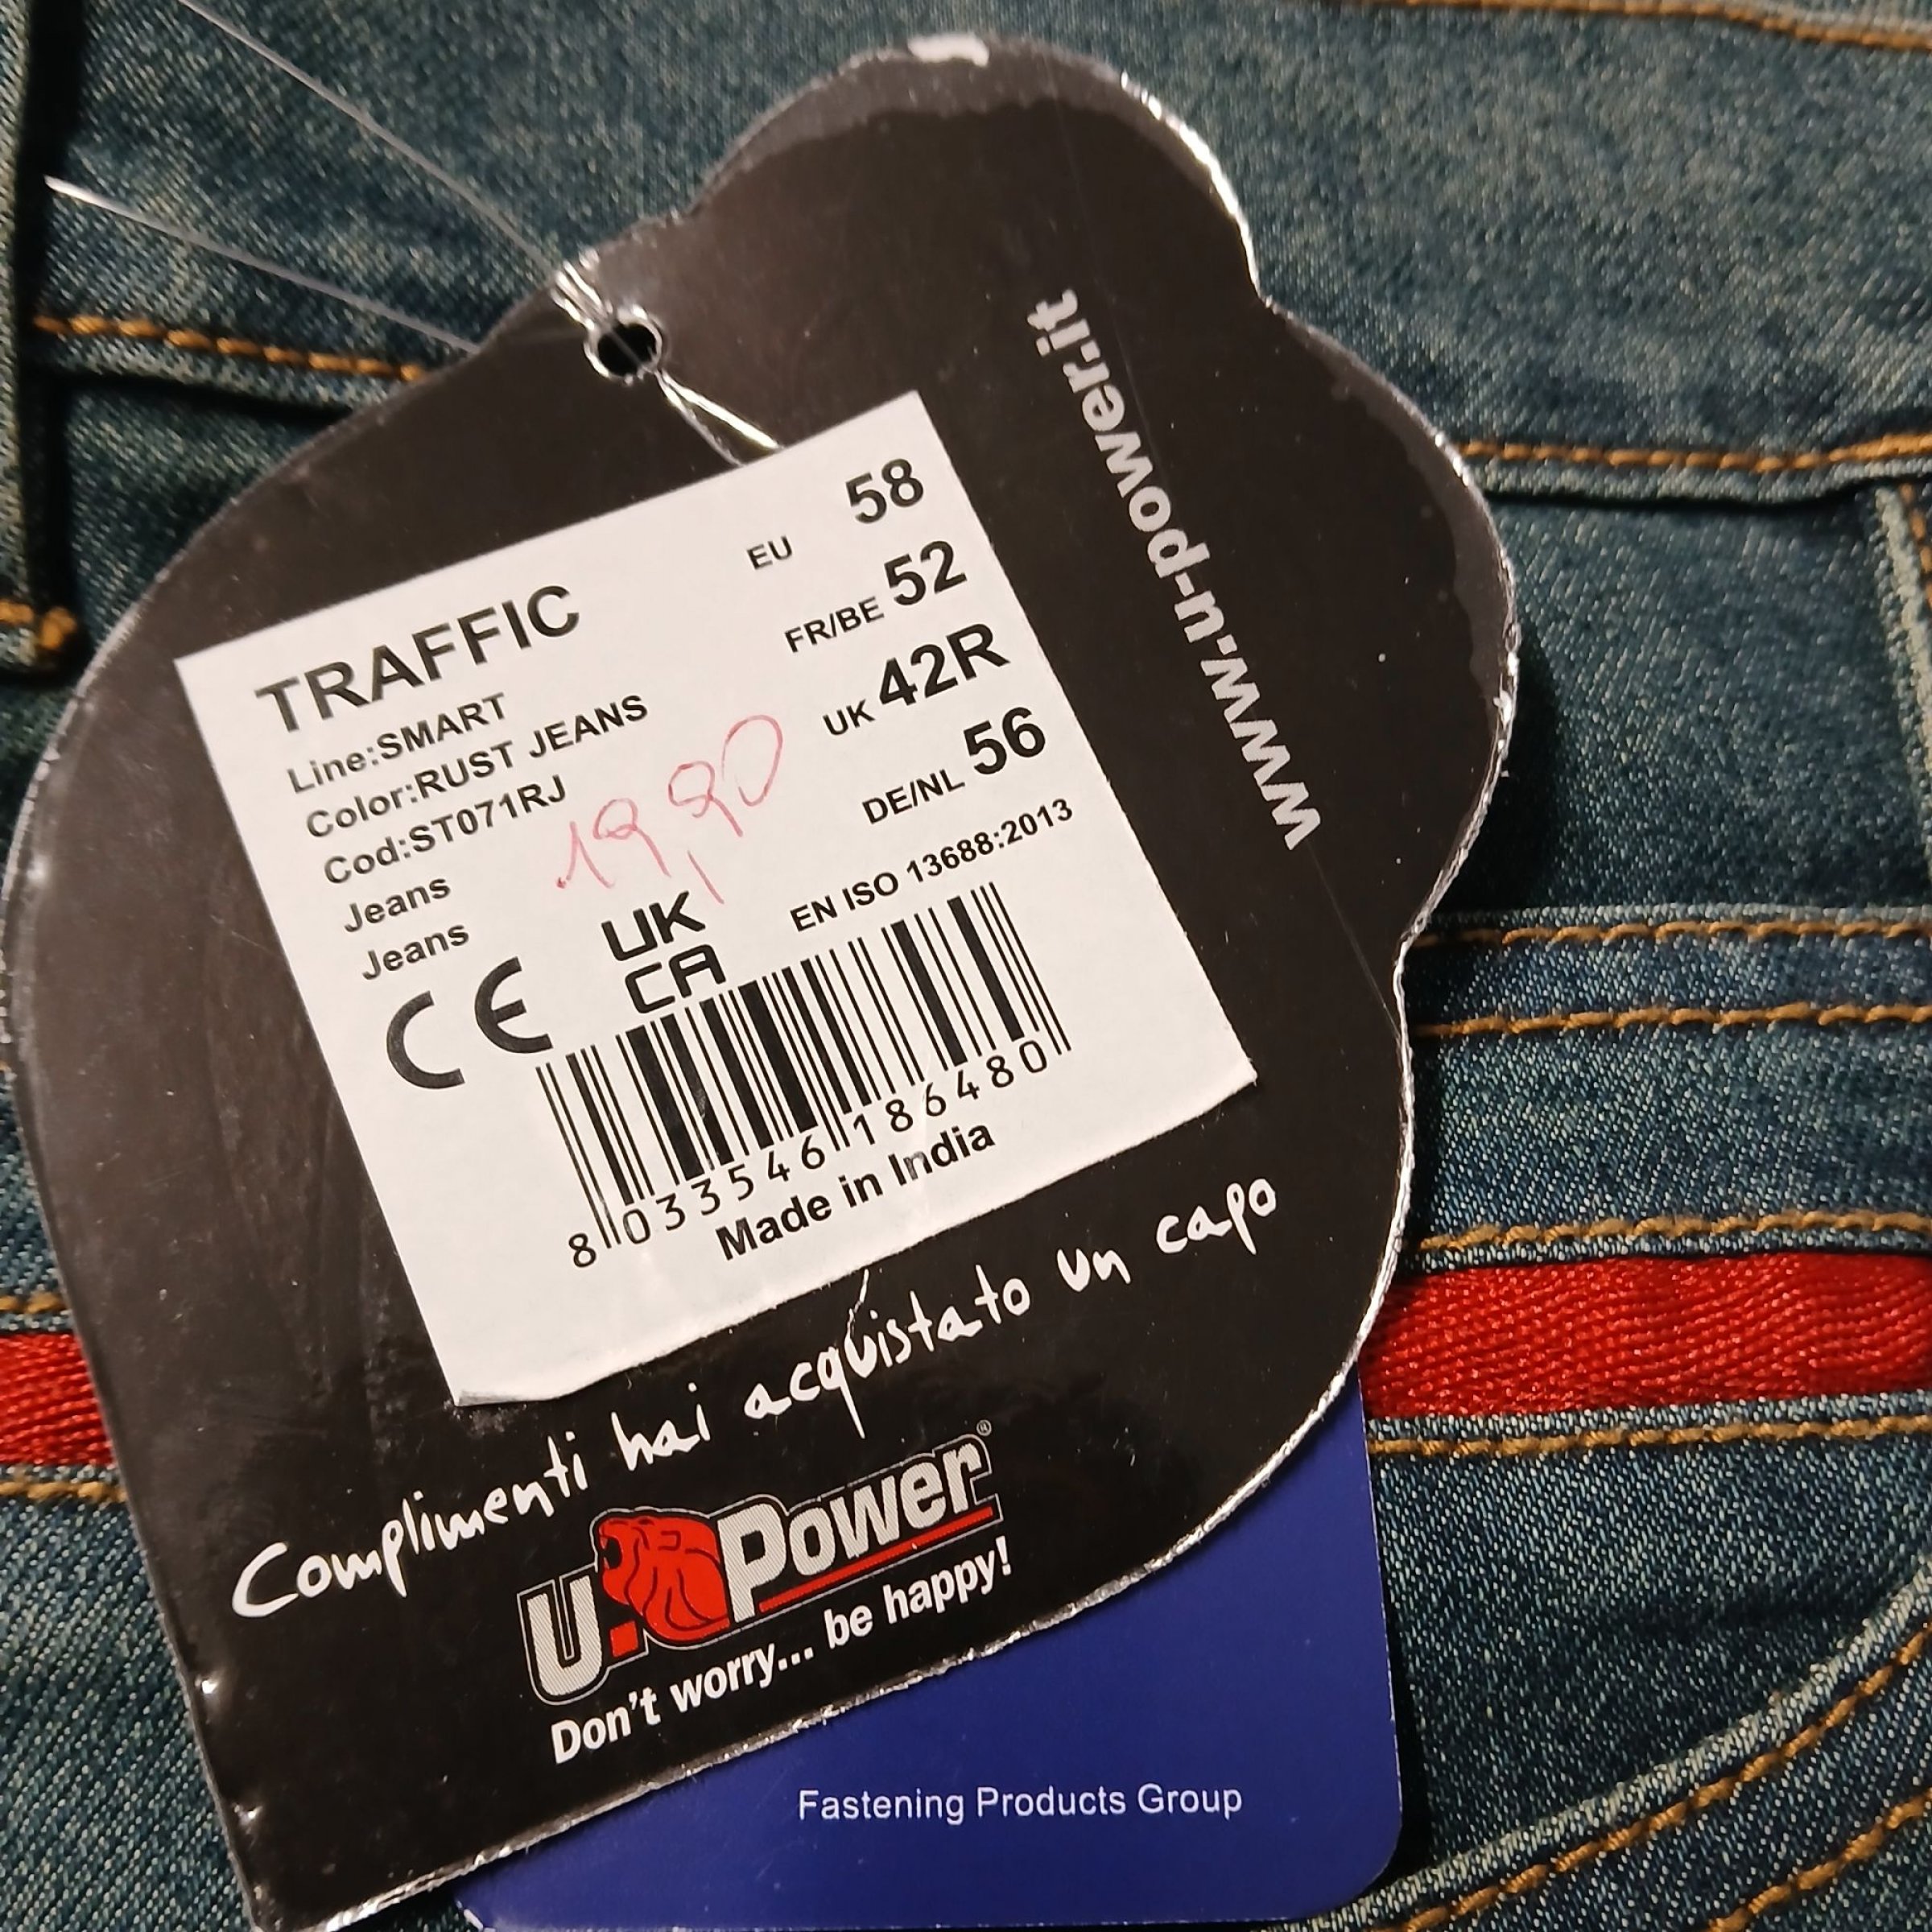 www.u-power.it
TRAFFIC
Line:SMART
Color:RUST JEANS
Cod:ST071RJ
Jeans
Jeans
19,90
EU 58
FR/BE 52
UK 42R
DE/NL 56
EN ISO 13688:2013
CE
UK
CA
8 033546 186480
Made in India
Complimenti hai acquistato un capo
U.Power®
Don't worry... be happy!
Fastening Products Group